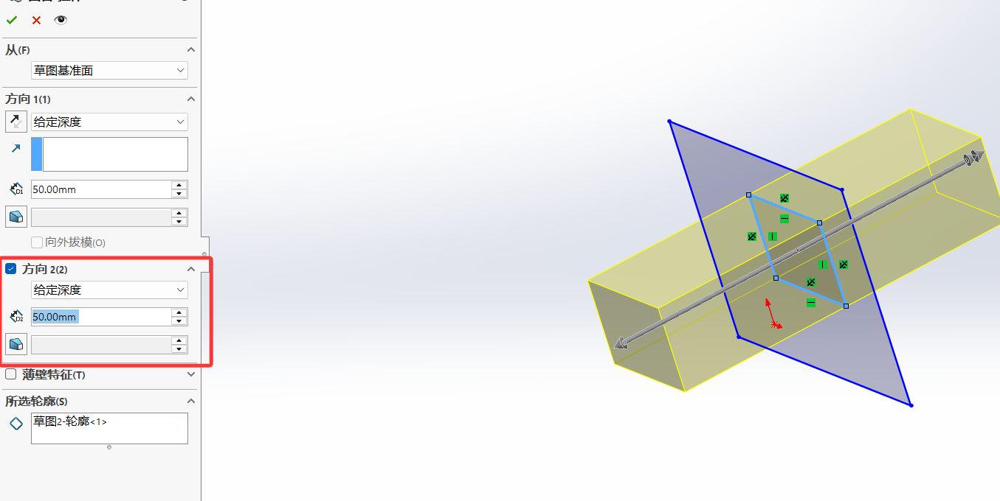 从(F)
草图基准面
方向 1(1)
给定深度
D1
50.00mm
向外拔模(O)
方向 2(2)
给定深度
D2
50.00mm
薄壁特征(T)
所选轮廓(S)
草图2-轮廓<1>